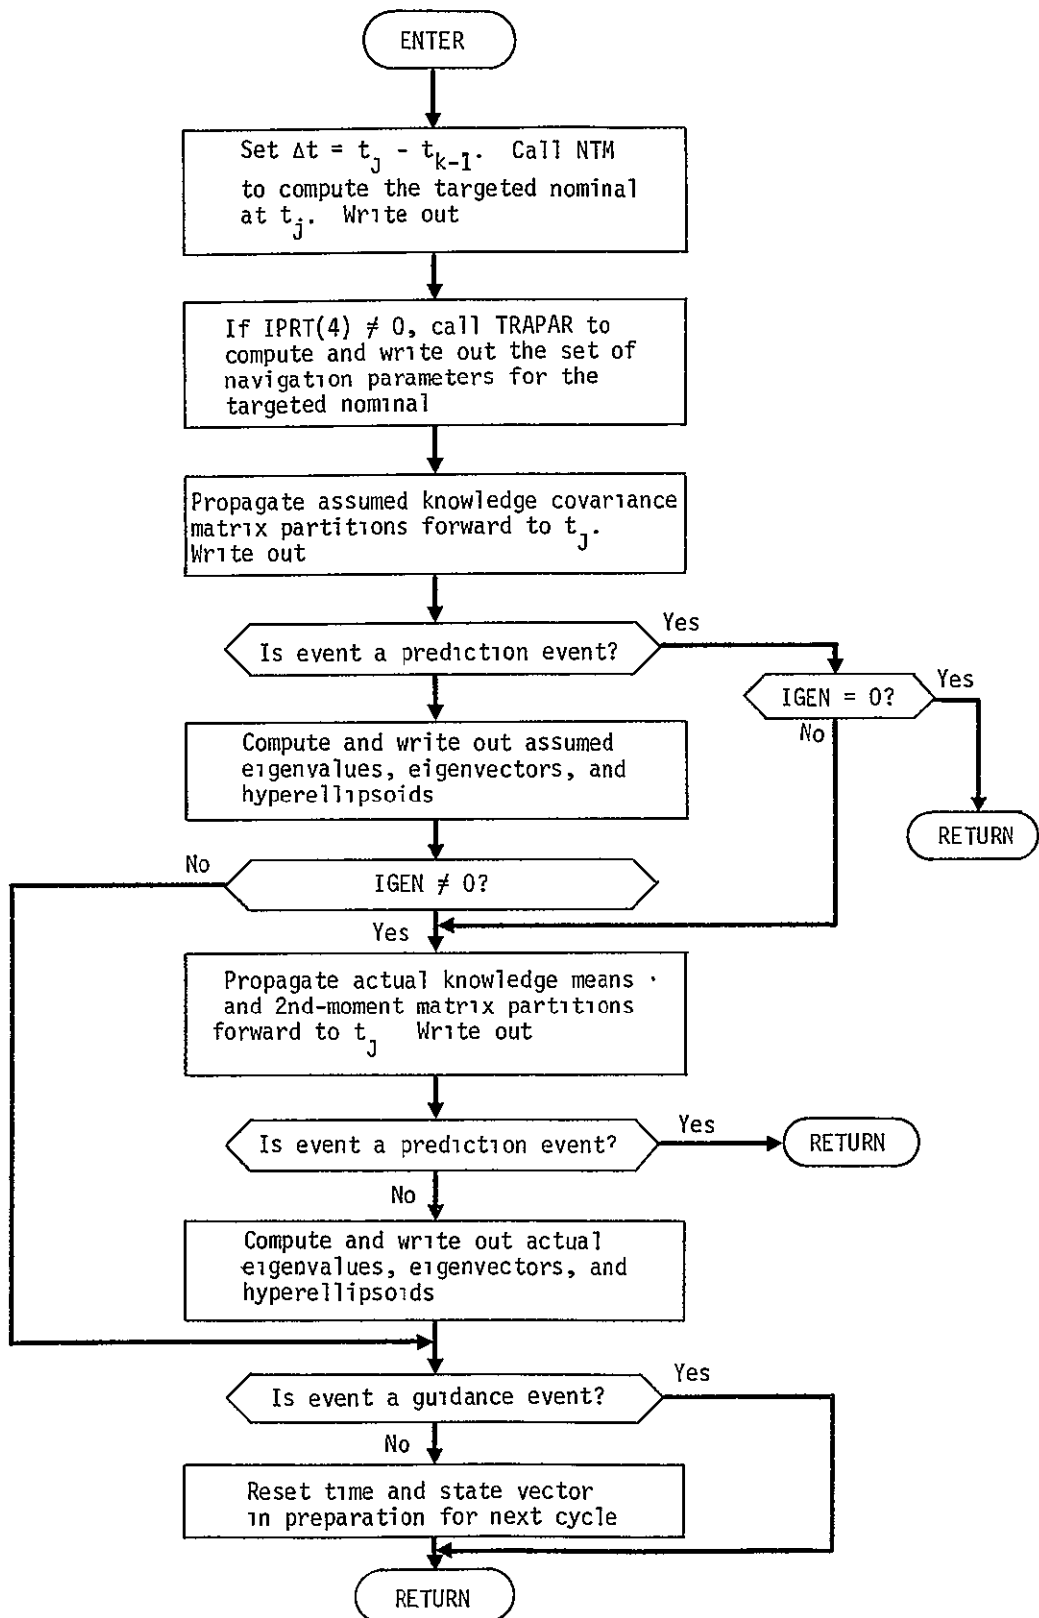 ENTER
Set Δt = t_j - t_k-1. Call NTM
to compute the targeted nominal
at t_j. Write out
If IPRT(4) ≠ 0, call TRAPAR to
compute and write out the set of
navigation parameters for the
targeted nominal
Propagate assumed knowledge covariance
matrix partitions forward to t_j.
Write out
Is event a prediction event?
Yes
IGEN = 0?
Yes
No
RETURN
Compute and write out assumed
eigenvalues, eigenvectors, and
hyperellipsoids
No
IGEN ≠ 0?
Yes
Propagate actual knowledge means
and 2nd-moment matrix partitions
forward to t_j Write out
Is event a prediction event?
Yes
RETURN
No
Compute and write out actual
eigenvalues, eigenvectors, and
hyperellipsoids
Is event a guidance event?
Yes
No
Reset time and state vector
in preparation for next cycle
RETURN